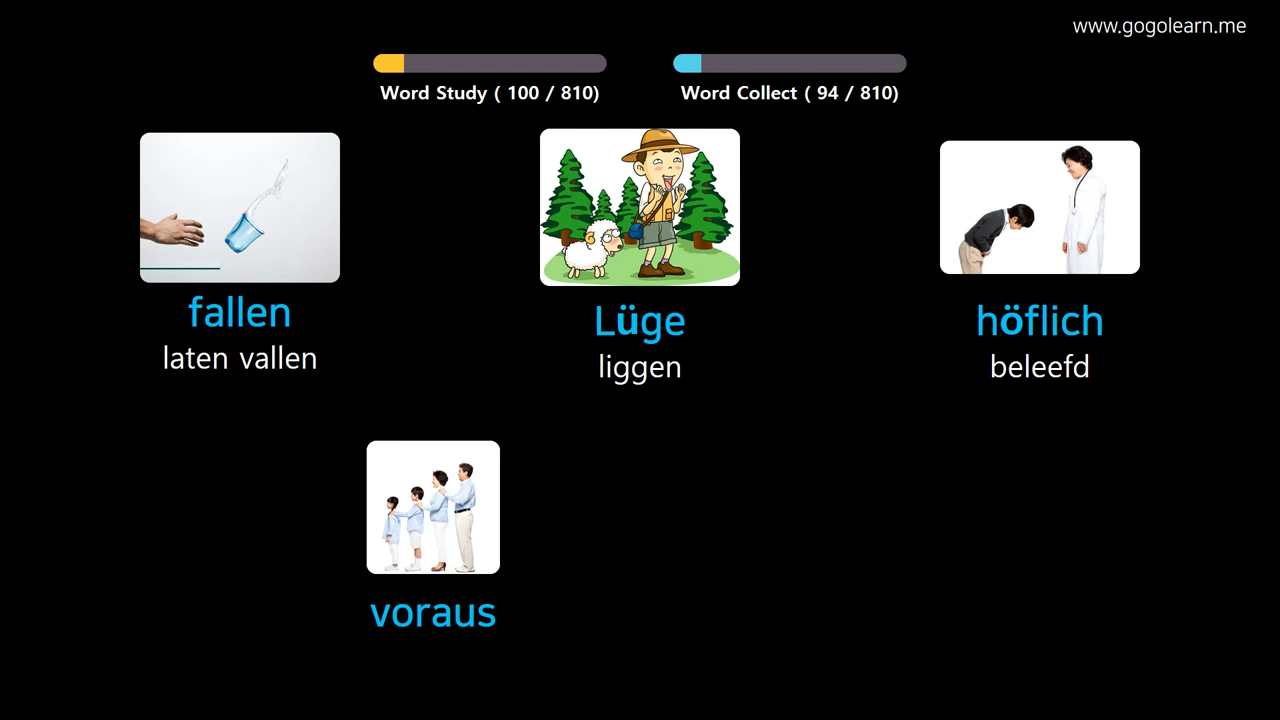 www.gogolearn.me
Word Study ( 100 / 810)
Word Collect ( 94 / 810)
fallen
laten vallen
Lüge
liggen
höflich
beleefd
voraus